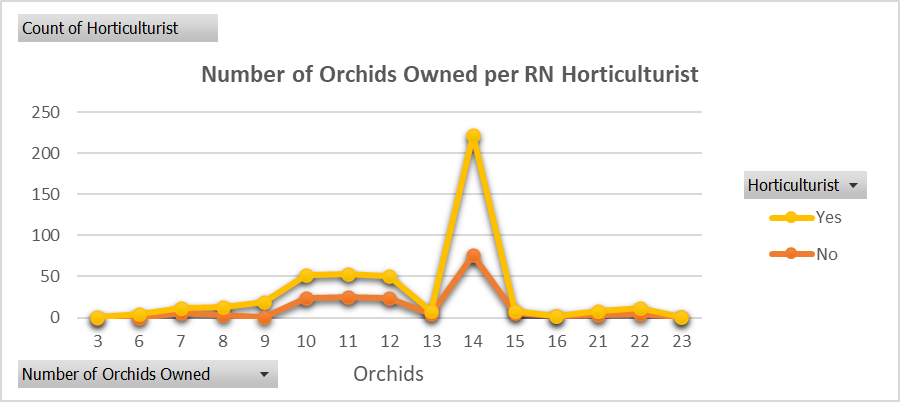 Count of Horticulturist
Number of Orchids Owned per RN Horticulturist
250
200
150
100
50
0
3 6 7 8 9 10 11 12 13 14 15 16 21 22 23
Orchids
Horticulturist
Yes
No
Number of Orchids Owned